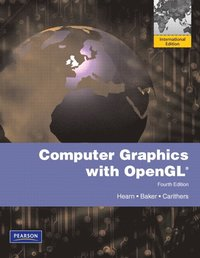 International
Edition
Computer Graphics
with OpenGL®
Fourth Edition
Hearn • Baker • Carithers
PEARSON